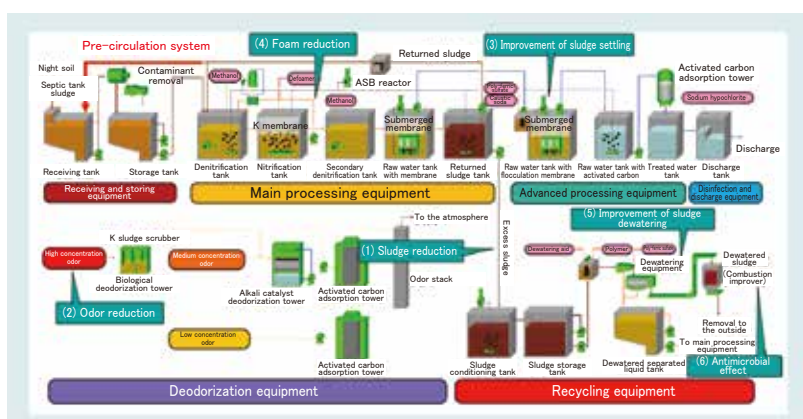 Pre-circulation system
(4) Foam reduction
Returned sludge
(3) Improvement of sludge settling
Night soil
Septic tank
sludge
Contaminant
removal
Methanol
Defoamer
ASB reactor
Methanol
soda
Activated carbon
adsorption tower
Sodium hypochlorite
K membrane
Submerged
membrane
Submerged
membrane
Discharge
Receiving tank
Storage tank
Denitrification
tank
Nitrification
tank
Secondary
denitrification tank
Raw water tank
with membrane
Returned
sludge tank
Raw water tank with
flocculation membrane
Raw water tank with
activated carbon
Treated water
tank
Discharge
tank
Receiving and storing
equipment
Main processing equipment
Advanced processing equipment
Disinfection and
discharge equipment
To the atmosphere
(5) Improvement of sludge
dewatering
K sludge scrubber
(1) Sludge reduction
Excess sludge
High concentration
odor
Medium concentration
odor
Dewatering aid
Polymer
Dewatering
equipment
Dewatered
sludge
(Combustion
improver)
Odor stack
Biological
deodorization tower
Alkali catalyst
deodorization tower
Activated carbon
adsorption tower
(2) Odor reduction
Removal to
the outside
Low concentration
odor
To main processing
equipment
(6) Antimicrobial
effect
Activated carbon
adsorption tower
Sludge
conditioning tank
Sludge storage
tank
Dewatered separated
liquid tank
Deodorization equipment
Recycling equipment